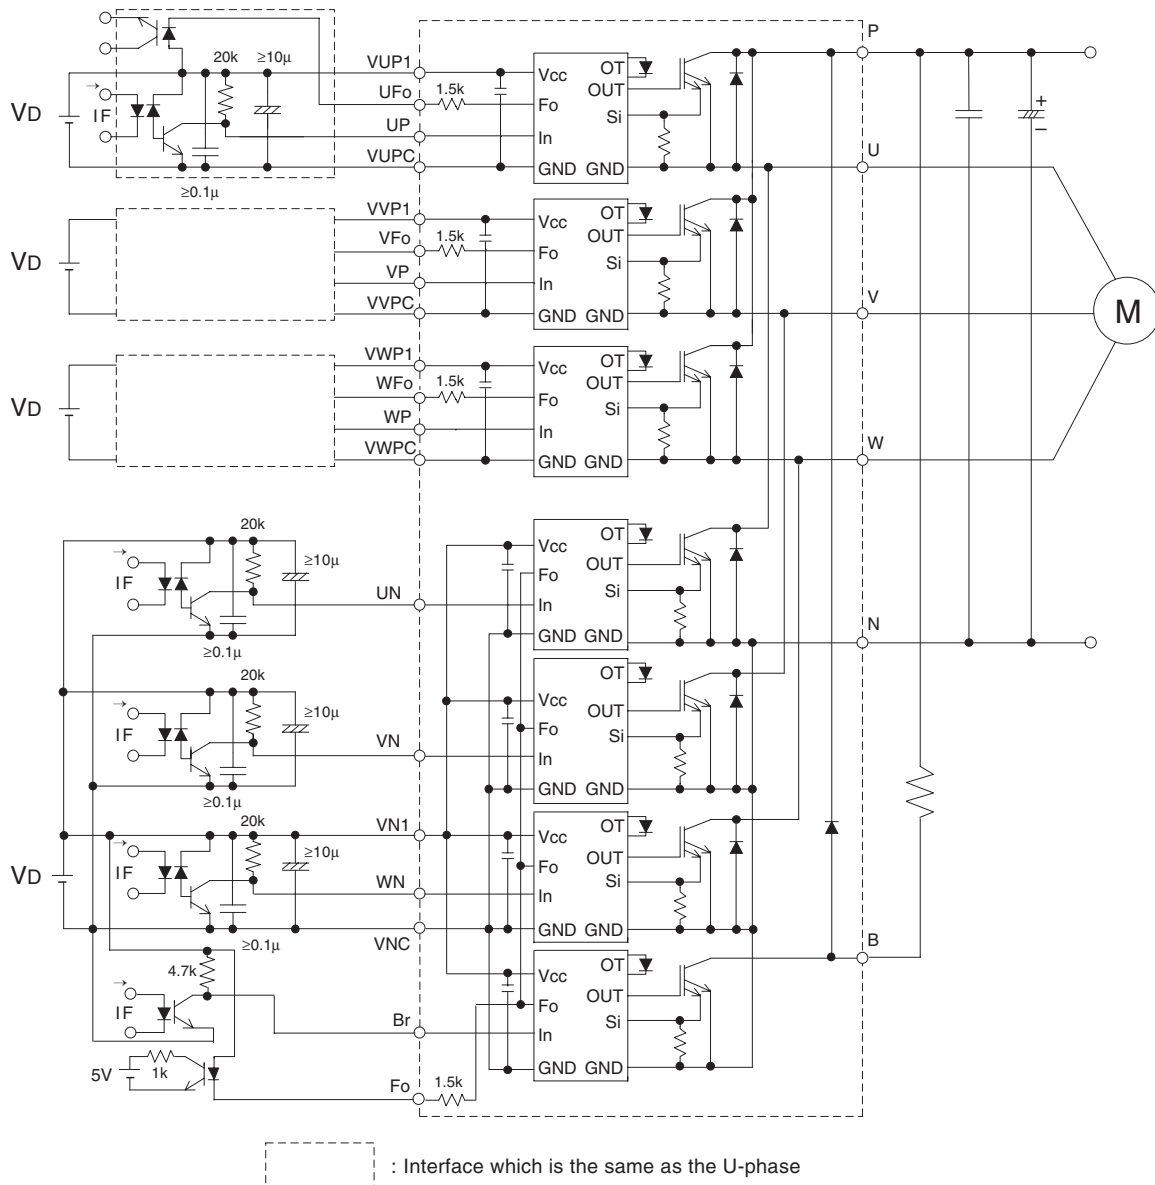 P
20k
≥10µ
VUP1
OT
Vcc
OUT
UFo
1.5k
Fo
+
–
VD
→
IF
Si
UP
In
VUPC
GND GND
U
≥0.1µ
VVP1
OT
Vcc
OUT
VFo
1.5k
Fo
VD
Si
VP
In
V
VVPC
GND GND
M
VWP1
OT
Vcc
WFo
1.5k
OUT
Fo
VD
Si
WP
In
W
VWPC
GND GND
20k
OT
Vcc
≥10µ
→
IF
OUT
Fo
UN
Si
In
N
GND GND
≥0.1µ
20k
OT
Vcc
≥10µ
→
IF
OUT
Fo
VN
Si
In
GND GND
≥0.1µ
20k
VN1
OT
Vcc
≥10µ
→
IF
OUT
Fo
VD
WN
Si
In
GND GND
B
VNC
≥0.1µ
OT
4.7k
Vcc
→
IF
OUT
Fo
Br
Si
In
GND GND
5V
1k
Fo
1.5k
: Interface which is the same as the U-phase